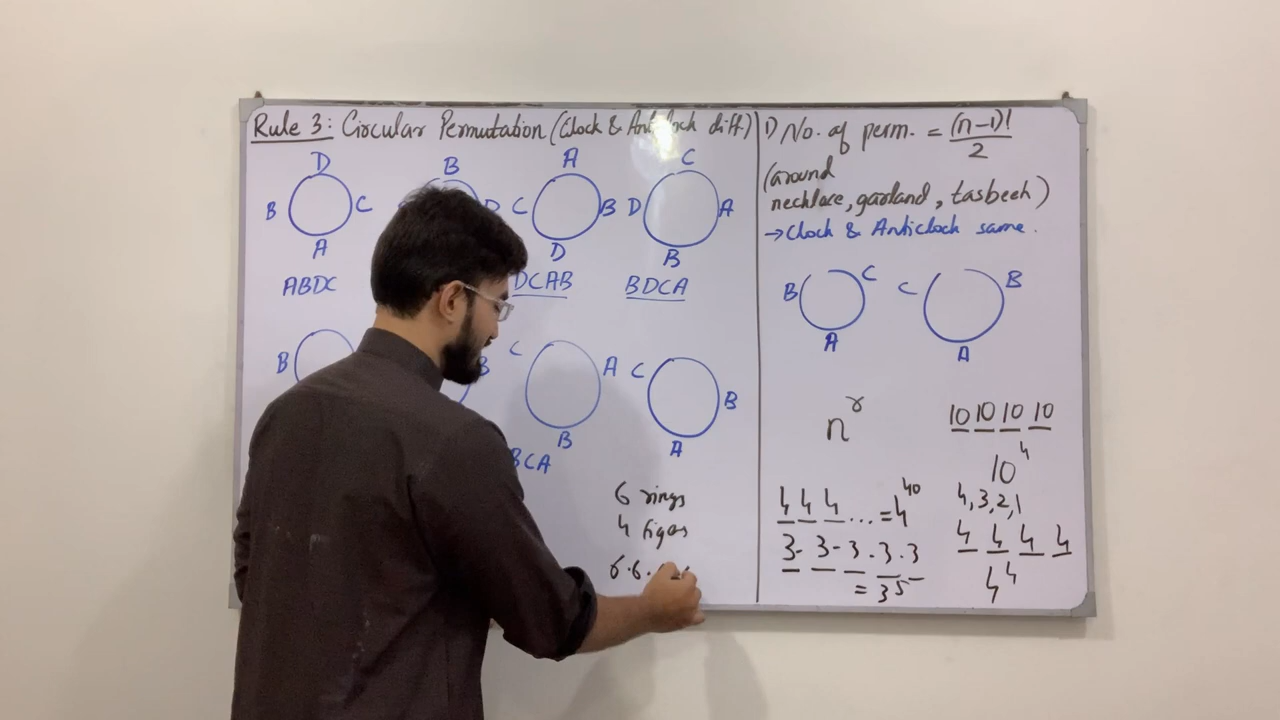 Rule 3: Circular Permutation (Clock & Anticlock diff)
D
B C
A
ABDC
B
D
A
C B
D
DCAB
C
D A
B
BDCA
B
B
C A
B
BCA
C B
A
1) No. of perm. = (n-1)!
2
(around
necklace, garland, tasbeeh)
→ Clock & Anticlock same.
B C
A
C B
A
n^r
10 10 10 10
10^4
4 4 4 ... = 4^40
3 - 3 - 3 . 3 . 3
= 3^5
4, 3, 2, 1
4 4 4 4
4^4
6 rings
4 figos
6.6.